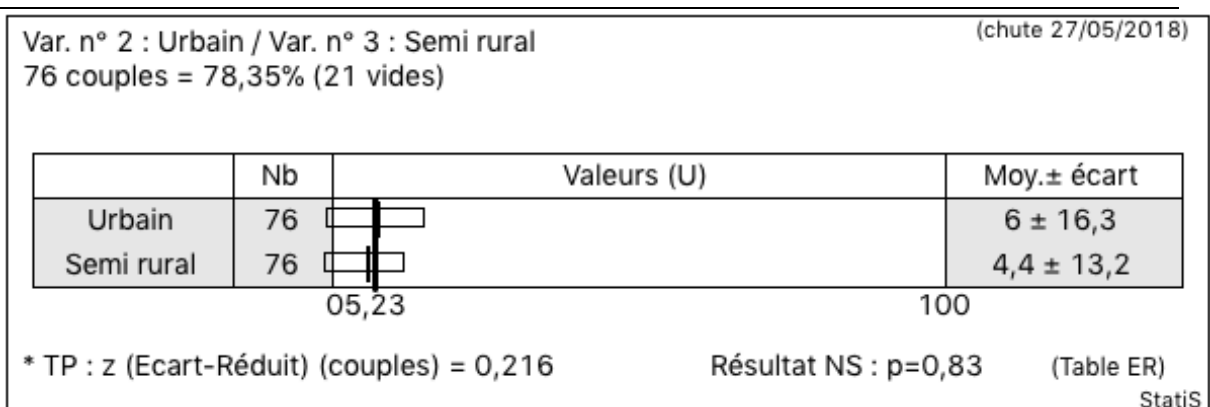 Var. n° 2 : Urbain / Var. n° 3 : Semi rural (chute 27/05/2018)
76 couples = 78,35% (21 vides)
Nb Valeurs (U) Moy.± écart
Urbain 76 6 ± 16,3
Semi rural 76 4,4 ± 13,2
05,23 100
* TP : z (Ecart-Réduit) (couples) = 0,216 Résultat NS : p=0,83 (Table ER)
StatiS